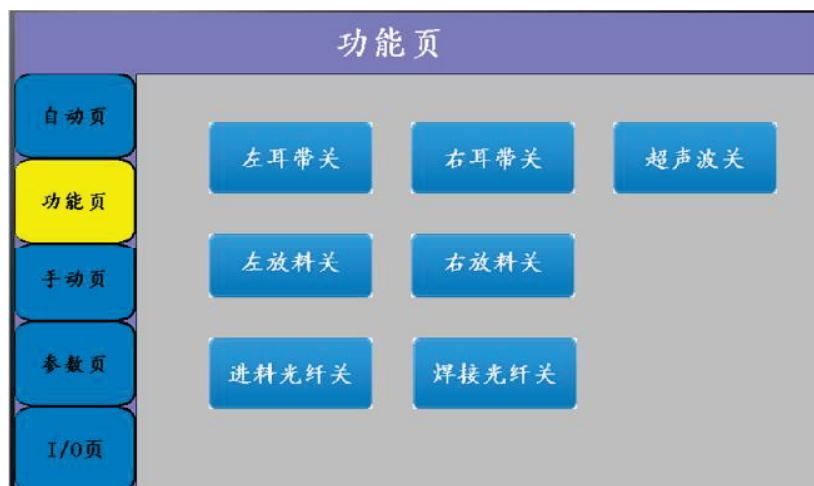 功能页
自动页
功能页
手动页
参数页
I/O页
左耳带关
右耳带关
超声波关
左放料关
右放料关
进料光纤关
焊接光纤关